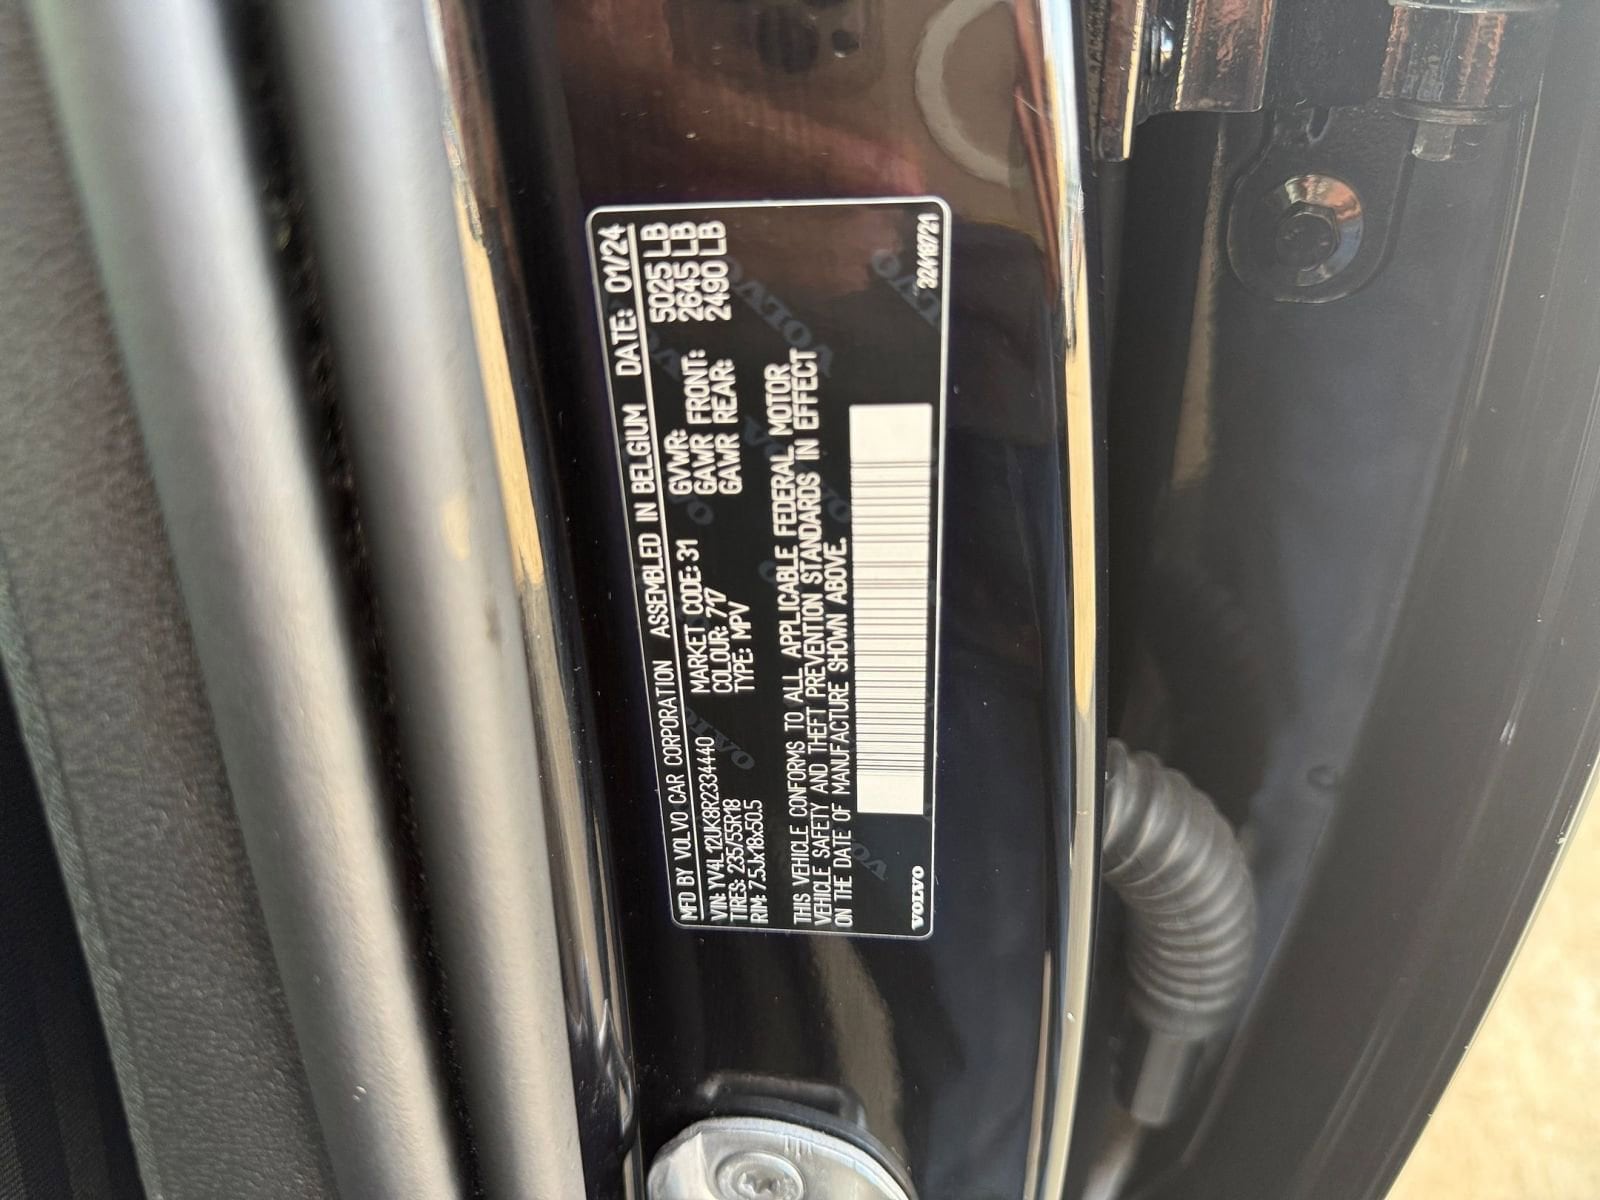 MFD BY VOLVO CAR CORPORATION ASSEMBLED IN BELGIUM DATE: 01/24
VIN: YV4L12UK8R2334440 MARKET CODE: 31 GVWR: 5025 LB
TIRES: 235/55R18 COLOUR: 717 GAWR FRONT: 2645 LB
RIM: 7.5Jx18x50.5 TYPE: MPV GAWR REAR: 2490 LB
THIS VEHICLE CONFORMS TO ALL APPLICABLE FEDERAL MOTOR
VEHICLE SAFETY AND THEFT PREVENTION STANDARDS IN EFFECT
ON THE DATE OF MANUFACTURE SHOWN ABOVE.
VOLVO 32418721